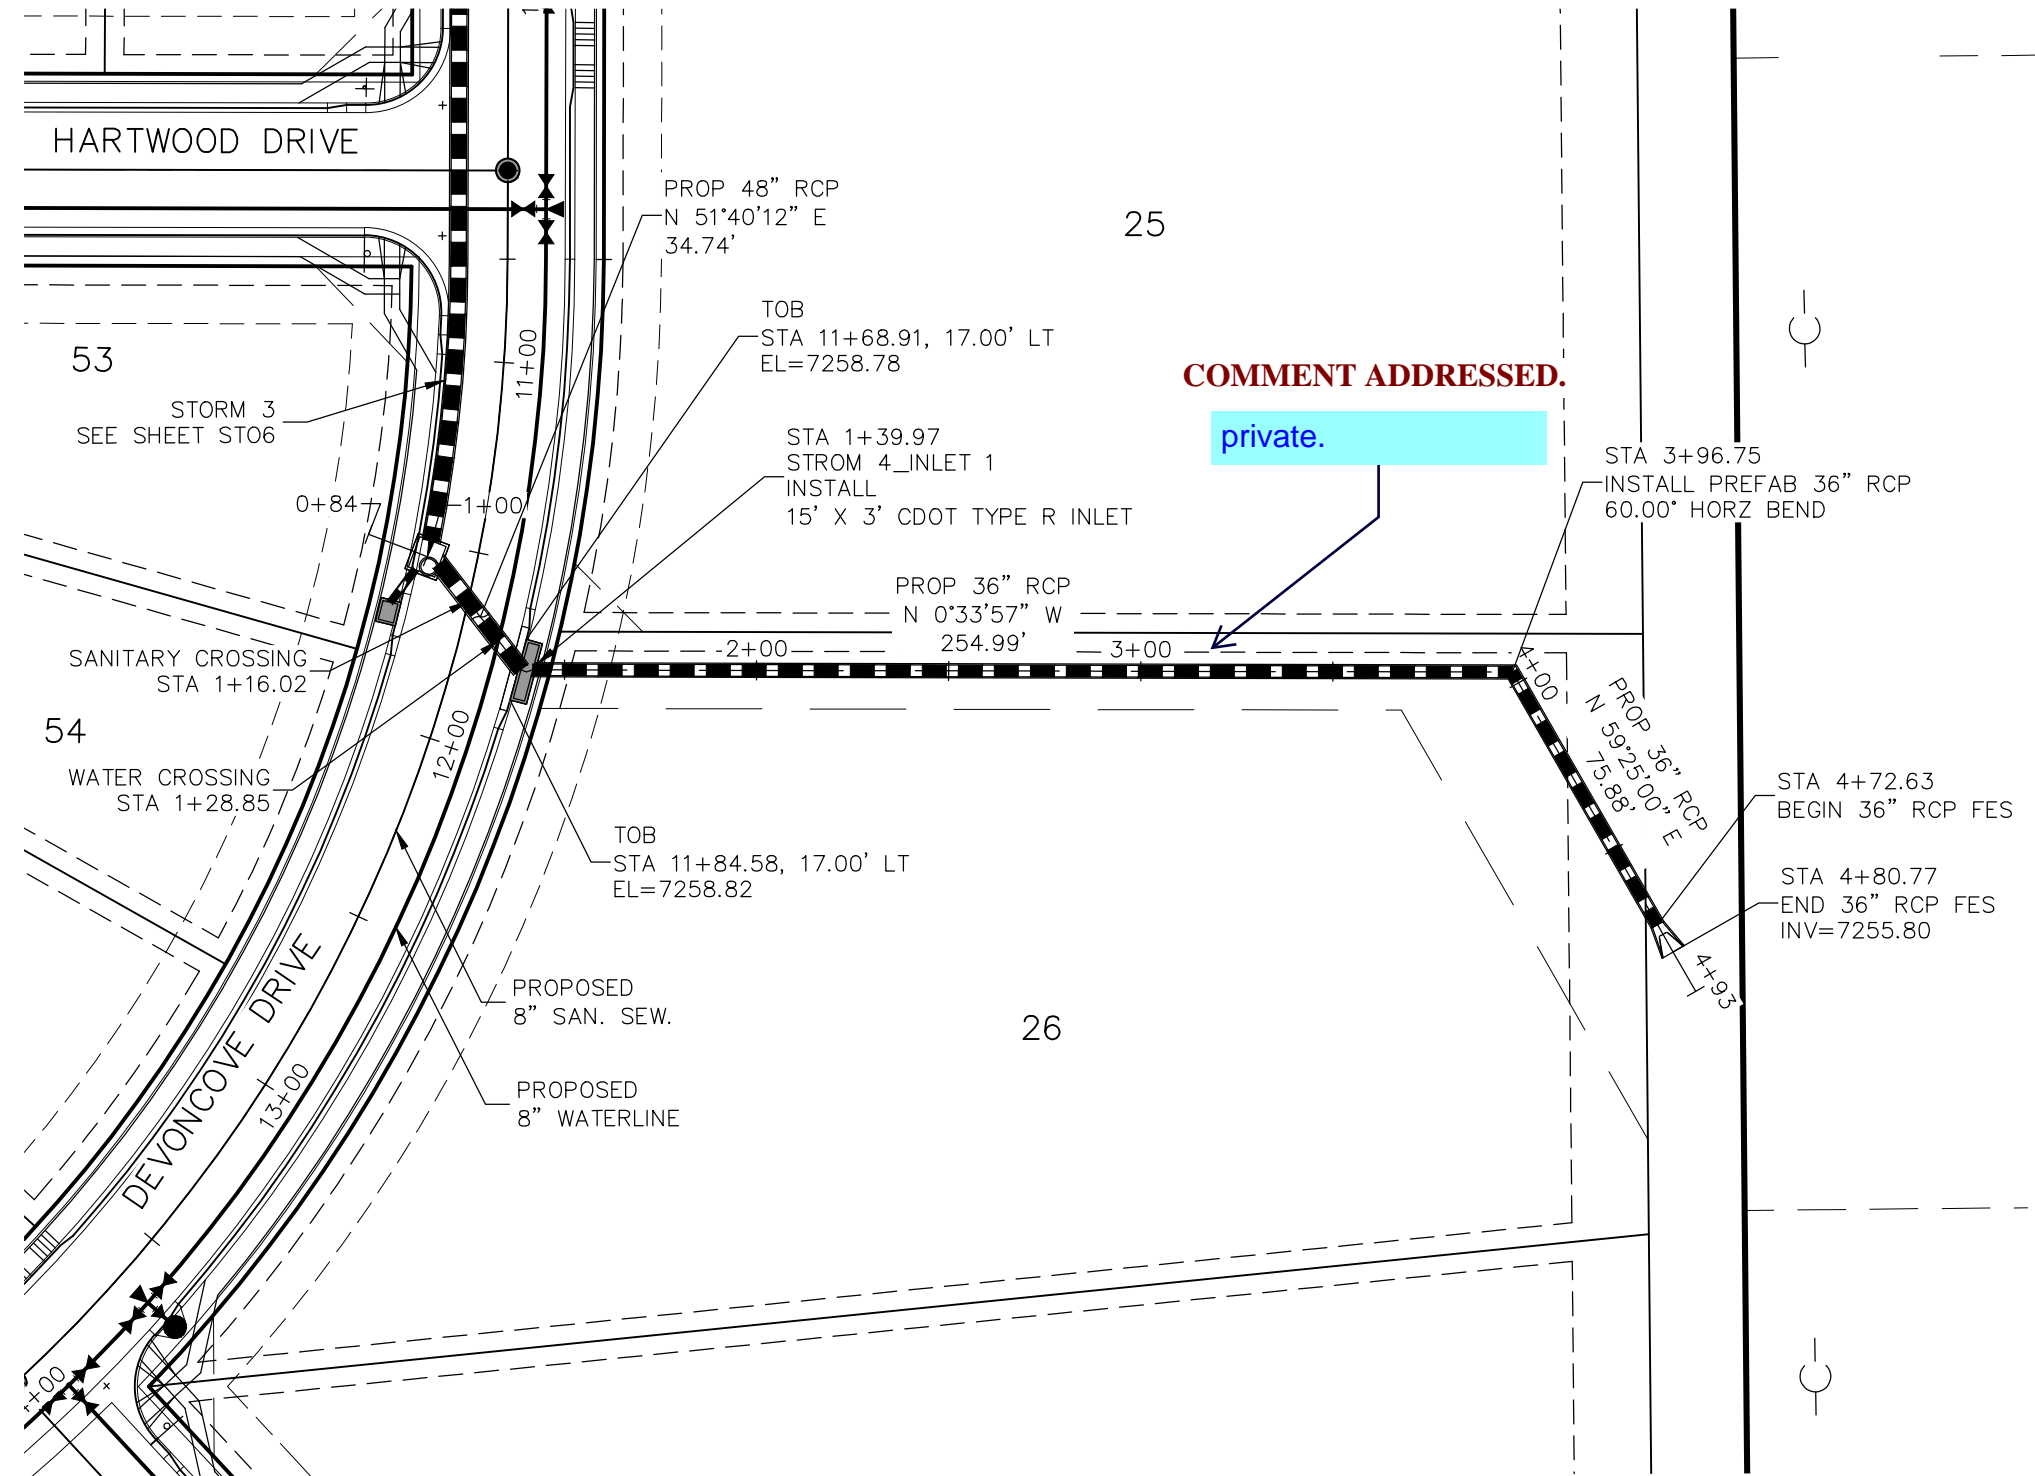 HARTWOOD DRIVE
PROP 48” RCP
N 51°40’12” E
34.74’
25
TOB
STA 11+68.91, 17.00’ LT
EL=7258.78
11+00
53
STORM 3
SEE SHEET ST06
COMMENT ADDRESSED.
private.
STA 1+39.97
STROM 4_INLET 1
INSTALL
15’ X 3’ CDOT TYPE R INLET
STA 3+96.75
INSTALL PREFAB 36” RCP
60.00° HORZ BEND
0+84
1+00
PROP 36” RCP
N 0°33’57” W
254.99’
2+00
3+00
4+00
SANITARY CROSSING
STA 1+16.02
PROP 36” RCP
N 59°25’00” E
75.88’
54
12+00
WATER CROSSING
STA 1+28.85
STA 4+72.63
BEGIN 36” RCP FES
TOB
STA 11+84.58, 17.00’ LT
EL=7258.82
STA 4+80.77
END 36” RCP FES
INV=7255.80
4+93
PROPOSED
8” SAN. SEW.
26
DEVONCOVE DRIVE
13+00
PROPOSED
8” WATERLINE
+00